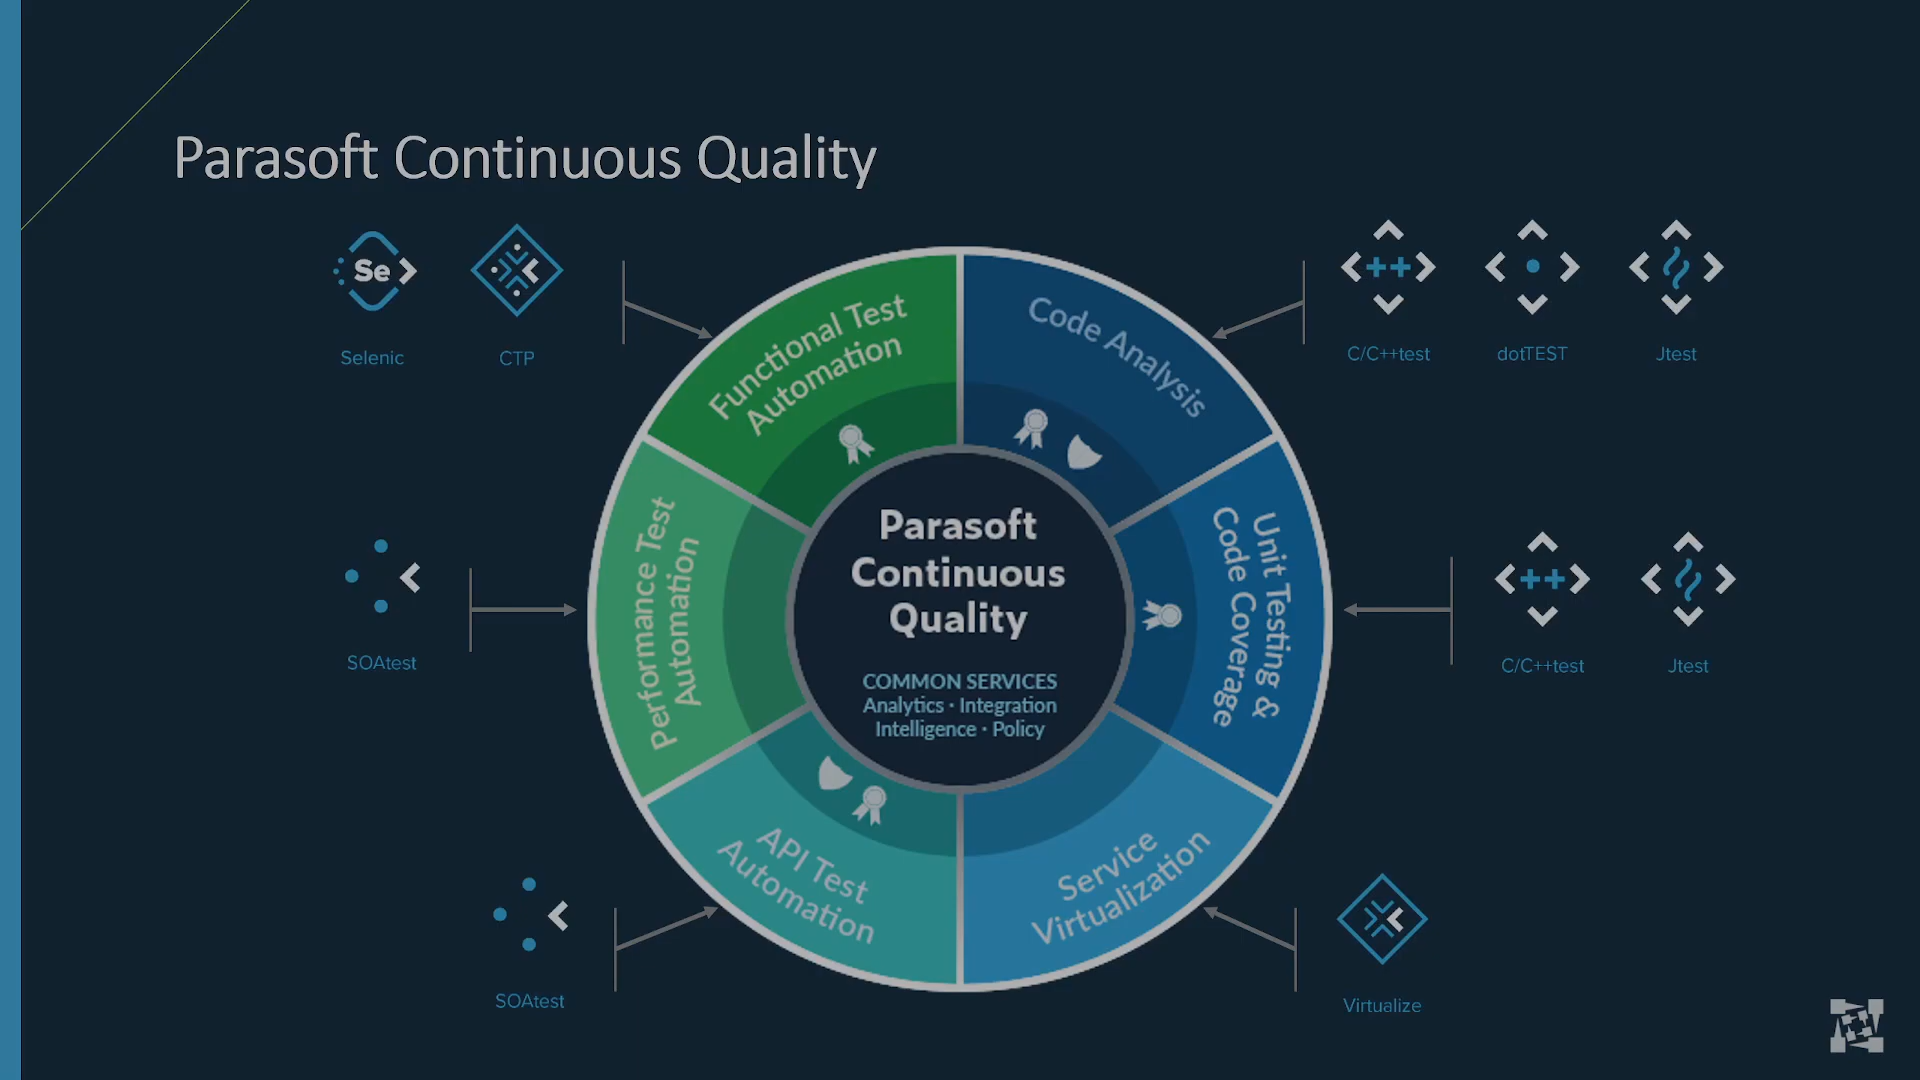 Parasoft Continuous Quality
Se
Selenic
CTP
C/C++test
dotTEST
Jtest
Functional Test
Automation
Code Analysis
Performance Test
Automation
Parasoft
Continuous
Quality
COMMON SERVICES
Analytics · Integration
Intelligence · Policy
Unit Testing &
Code Coverage
SOAtest
C/C++test
Jtest
API Test
Automation
Service
Virtualization
SOAtest
Virtualize